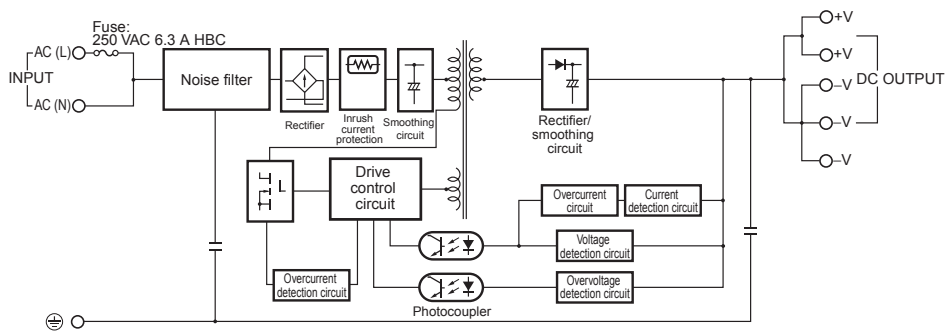 Fuse:
250 VAC 6.3 A HBC
AC (L)
INPUT
AC (N)
Noise filter
Rectifier
Inrush
current
protection
Smoothing
circuit
Rectifier/
smoothing
circuit
+V
+V
DC OUTPUT
–V
–V
–V
Drive
control
circuit
Overcurrent
circuit
Current
detection circuit
Voltage
detection circuit
Overcurrent
detection circuit
Overvoltage
detection circuit
Photocoupler